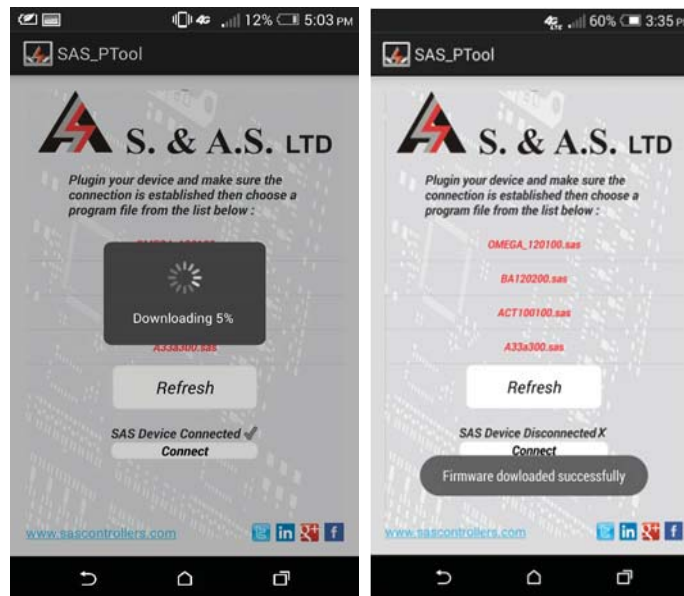 4G 12% 5:03 PM
SAS_PTool
S. & A.S. LTD
Plugin your device and make sure the
connection is established then choose a
program file from the list below :
Downloading 5%
A33a300.sas
Refresh
SAS Device Connected ✔
Connect
www.sascontrollers.com
4G LTE 60% 3:35
SAS_PTool
S. & A.S. LTD
Plugin your device and make sure the
connection is established then choose a
program file from the list below :
OMEGA_120100.sas
BA120200.sas
ACT100100.sas
A33a300.sas
Refresh
SAS Device Disconnected X
Connect
Firmware dowloaded successfully
www.sascontrollers.com